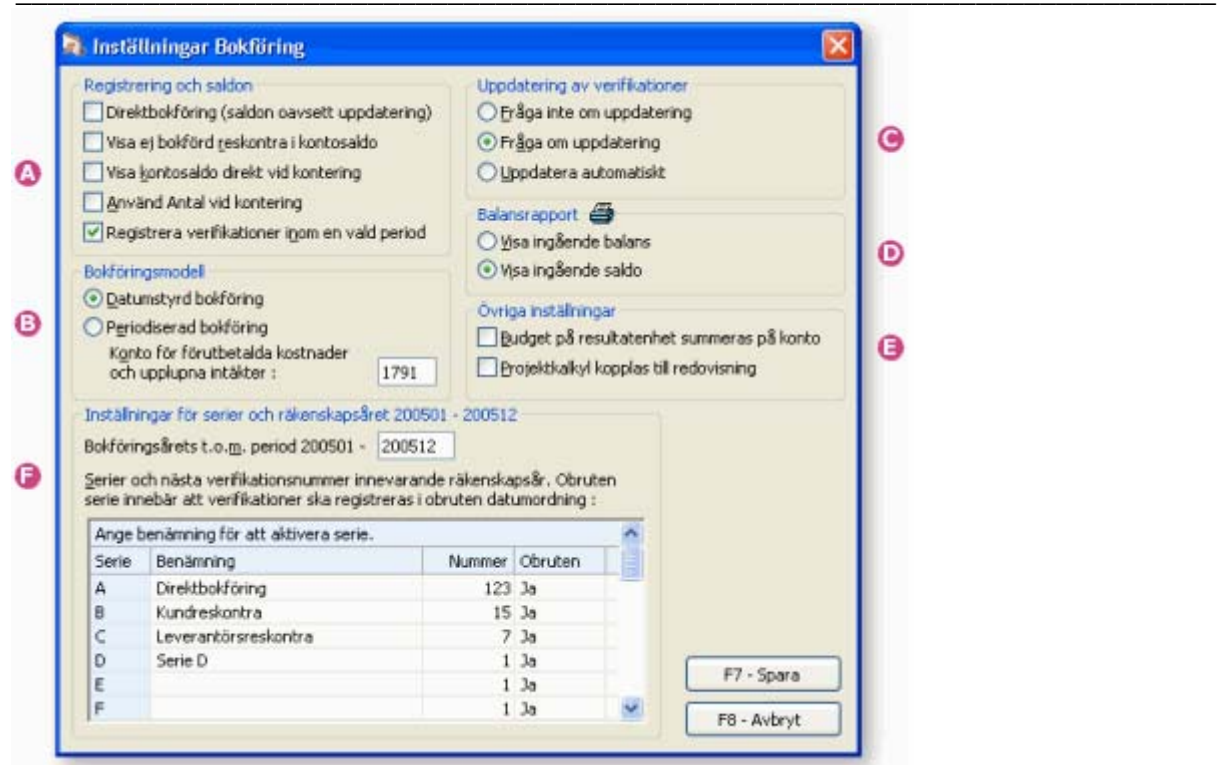 Inställningar Bokföring
Registrering och saldon
Direktbokföring (saldon oavsett uppdatering)
Visa ej bokförd reskontra i kontosaldo
Visa kontosaldo direkt vid kontering
Använd Antal vid kontering
Registrera verifikationer inom en vald period
A
Bokföringsmodell
Datumstyrd bokföring
Periodiserad bokföring
Konto för förutbetalda kostnader
och upplupna intäkter : 1791
B
Uppdatering av verifikationer
Fråga inte om uppdatering
Fråga om uppdatering
Uppdatera automatiskt
C
Balansrapport
Visa ingående balans
Visa ingående saldo
D
Övriga inställningar
Budget på resultatenhet summeras på konto
Projektkalkyl kopplas till redovisning
E
Inställningar för serier och räkenskapsåret 200501 - 200512
Bokföringsårets t.o.m. period 200501 - 200512
F
Serier och nästa verifikationsnummer innevarande räkenskapsår. Obruten
serie innebär att verifikationer ska registreras i obruten datumordning :
Ange benämning för att aktivera serie.
Serie Benämning Nummer Obruten
A Direktbokföring 123 Ja
B Kundreskontra 15 Ja
C Leverantörsreskontra 7 Ja
D Serie D 1 Ja
E 1 Ja
F 1 Ja
F7 - Spara
F8 - Avbryt